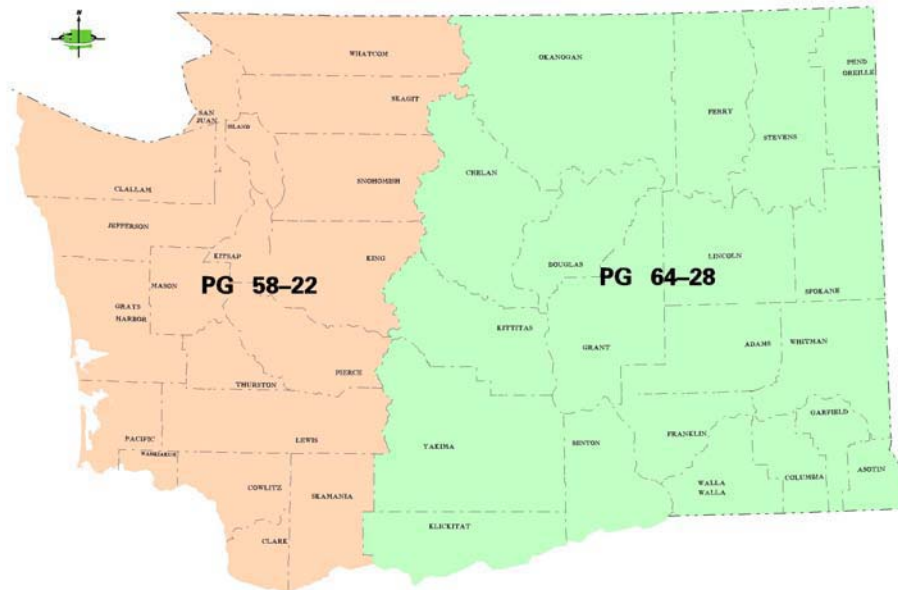 N
WHATCOM
OKANOGAN
PEND
OREILLE
SKAGIT
SAN
JUAN
ISLAND
FERRY
STEVENS
CHELAN
SNOHOMISH
CLALLAM
JEFFERSON
KITSAP
KING
DOUGLAS
LINCOLN
MASON
PG 58–22
PG 64–28
SPOKANE
GRAYS
HARBOR
KITTITAS
GRANT
ADAMS
WHITMAN
PIERCE
THURSTON
GARFIELD
PACIFIC
LEWIS
YAKIMA
BENTON
FRANKLIN
WAHKIAKUM
COWLITZ
SKAMANIA
WALLA
WALLA
COLUMBIA
ASOTIN
KLICKITAT
CLARK